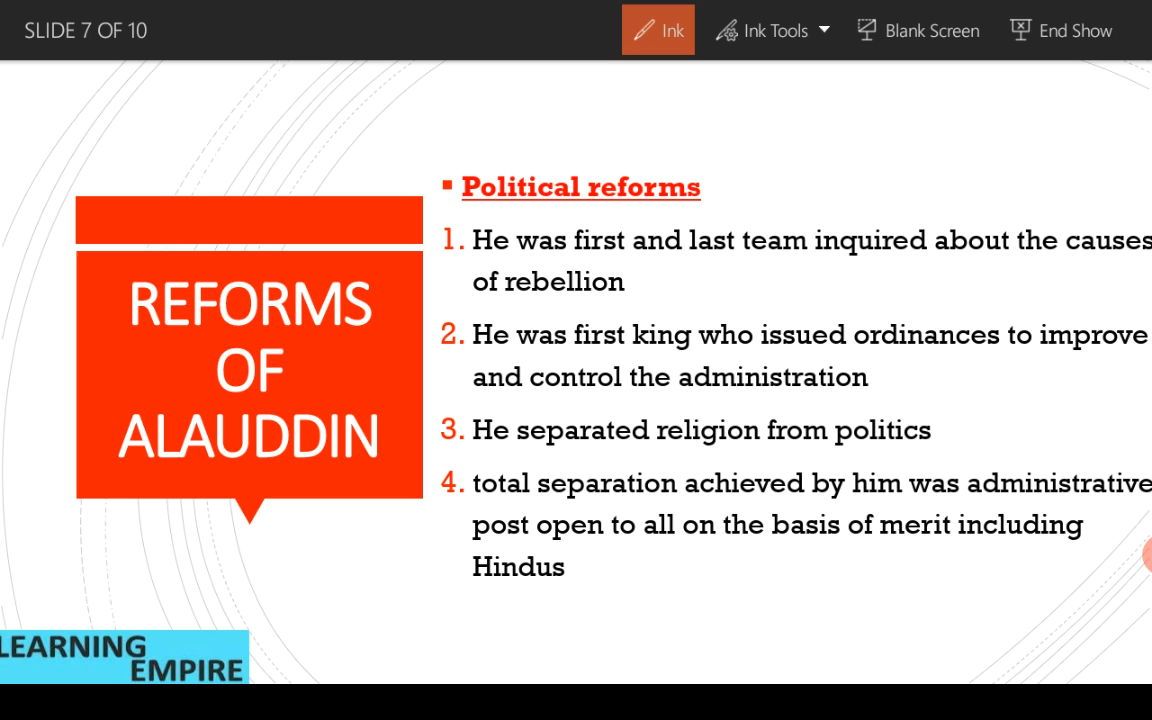 SLIDE 7 OF 10
Ink
Ink Tools
Blank Screen
End Show
REFORMS
OF
ALAUDDIN
Political reforms
1. He was first and last team inquired about the causes
of rebellion
2. He was first king who issued ordinances to improve
and control the administration
3. He separated religion from politics
4. total separation achieved by him was administrative
post open to all on the basis of merit including
Hindus
LEARNING
EMPIRE